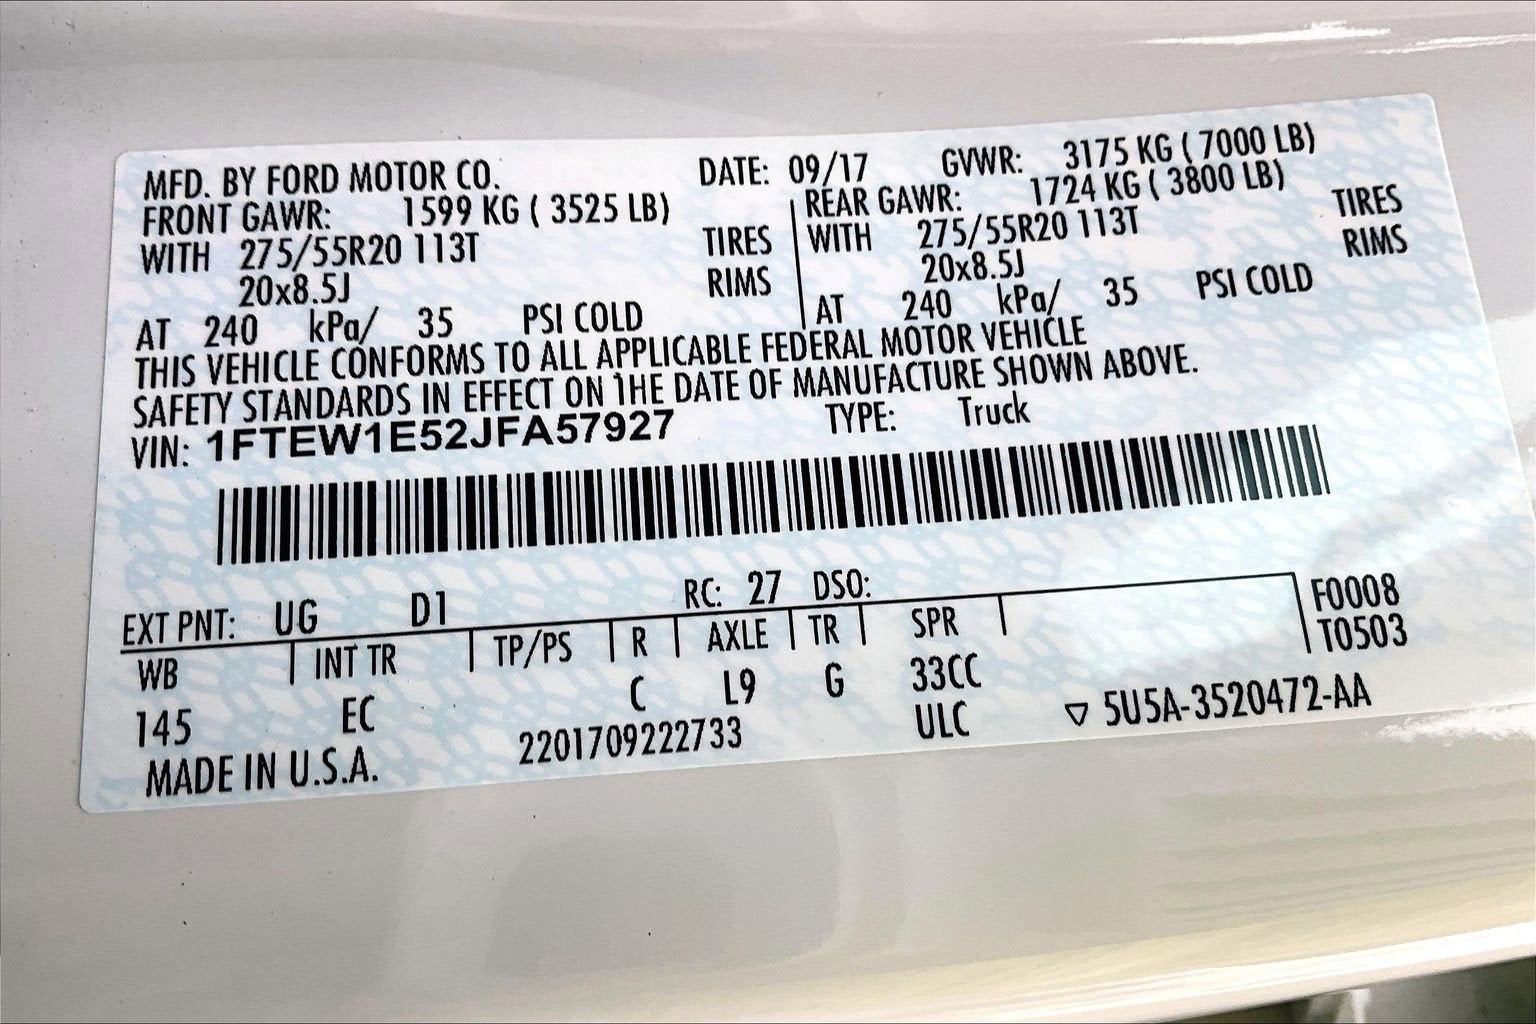 MFD. BY FORD MOTOR CO. DATE: 09/17 GVWR: 3175 KG ( 7000 LB)
FRONT GAWR: 1599 KG ( 3525 LB) REAR GAWR: 1724 KG ( 3800 LB)
WITH 275/55R20 113T TIRES WITH 275/55R20 113T TIRES
20x8.5J RIMS 20x8.5J RIMS
AT 240 kPa/ 35 PSI COLD AT 240 kPa/ 35 PSI COLD
THIS VEHICLE CONFORMS TO ALL APPLICABLE FEDERAL MOTOR VEHICLE
SAFETY STANDARDS IN EFFECT ON THE DATE OF MANUFACTURE SHOWN ABOVE.
VIN: 1FTEW1E52JFA57927 TYPE: Truck
EXT PNT: UG D1 RC: 27 DSO: F0008
WB INT TR TP/PS R AXLE TR SPR T0503
145 EC C L9 G 33CC
ULC ▽ 5U5A-3520472-AA
MADE IN U.S.A. 2201709222733